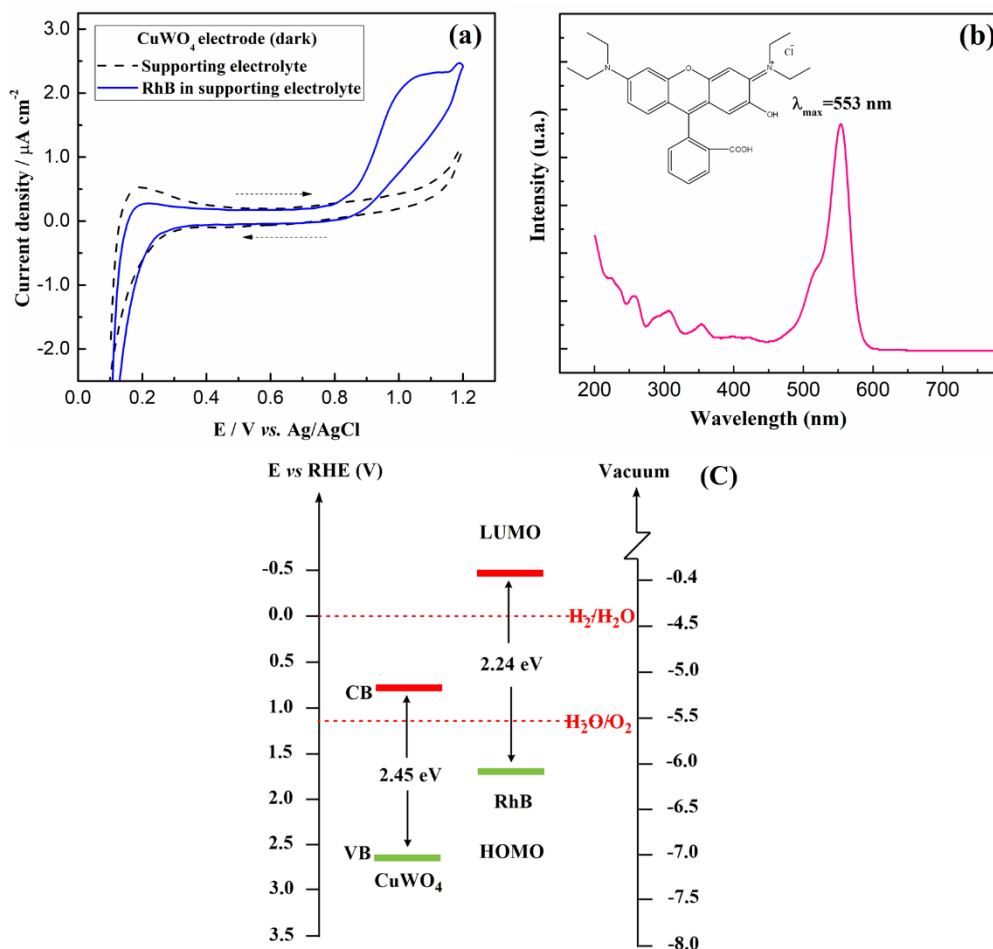 (a)
CuWO4 electrode (dark)
Supporting electrolyte
RhB in supporting electrolyte
Current density / μA cm-2
3.0
2.0
1.0
0.0
-1.0
-2.0
0.0 0.2 0.4 0.6 0.8 1.0 1.2
E / V vs. Ag/AgCl
(b)
N
O
N+
Cl-
OH
COOH
λmax=553 nm
Intensity (u.a.)
200 300 400 500 600 700
Wavelength (nm)
(C)
E vs RHE (V)
Vacuum
LUMO
-0.5
0.0
0.5
1.0
1.5
2.0
2.5
3.0
3.5
H2/H2O
2.24 eV
CB
H2O/O2
2.45 eV
RhB
VB
HOMO
CuWO4
-0.4
-4.5
-5.0
-5.5
-6.0
-6.5
-7.0
-7.5
-8.0